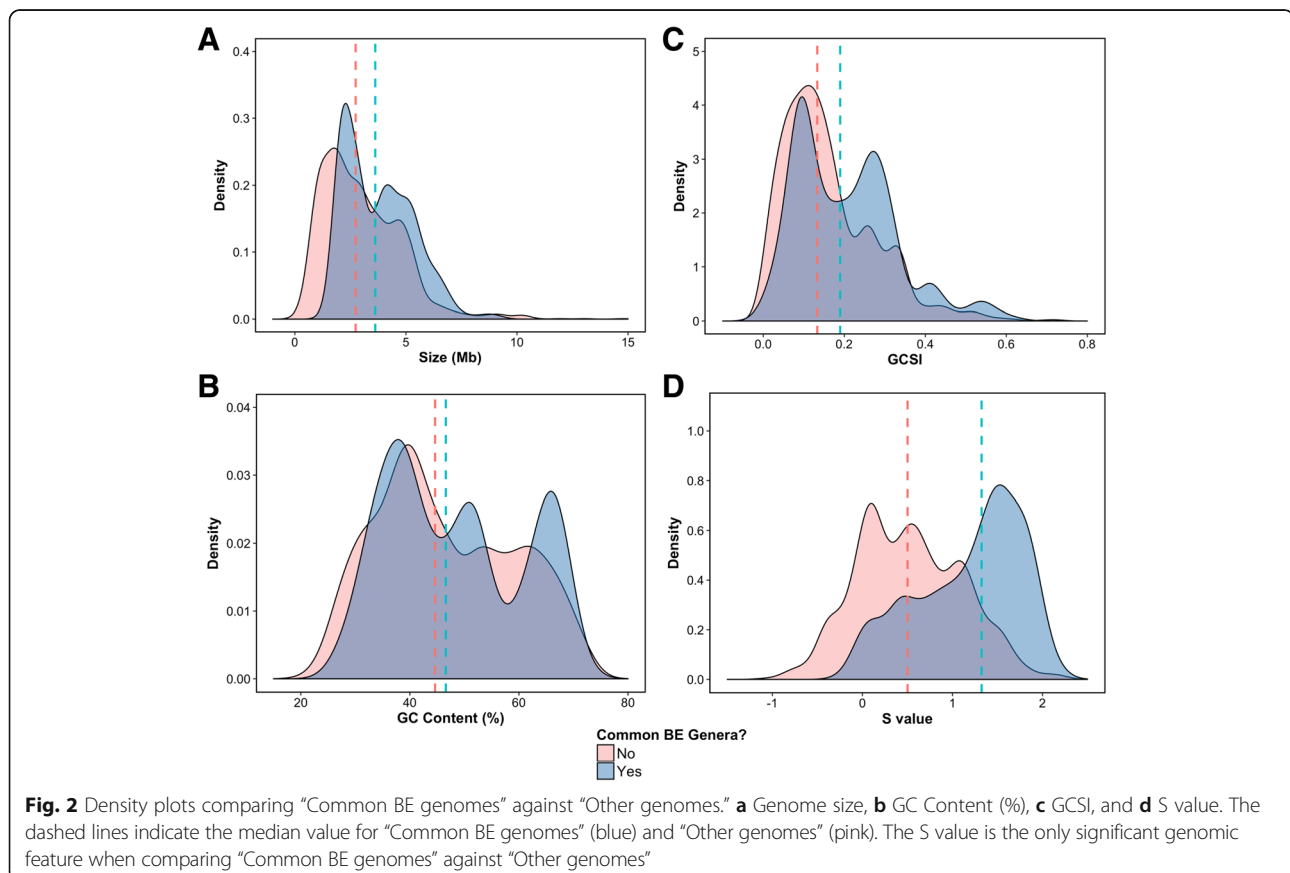 A
0.4
0.3
0.2
0.1
0.0
Density
0
5
10
15
Size (Mb)
C
5
4
3
2
1
0
Density
0.0
0.2
0.4
0.6
0.8
GCSI
B
0.04
0.03
0.02
0.01
0.00
Density
20
40
60
80
GC Content (%)
D
1.0
0.8
0.6
0.4
0.2
0.0
Density
-1
0
1
2
S value
Common BE Genera?
No
Yes
Fig. 2 Density plots comparing “Common BE genomes” against “Other genomes.” a Genome size, b GC Content (%), c GCSI, and d S value. The
dashed lines indicate the median value for “Common BE genomes” (blue) and “Other genomes” (pink). The S value is the only significant genomic
feature when comparing “Common BE genomes” against “Other genomes”